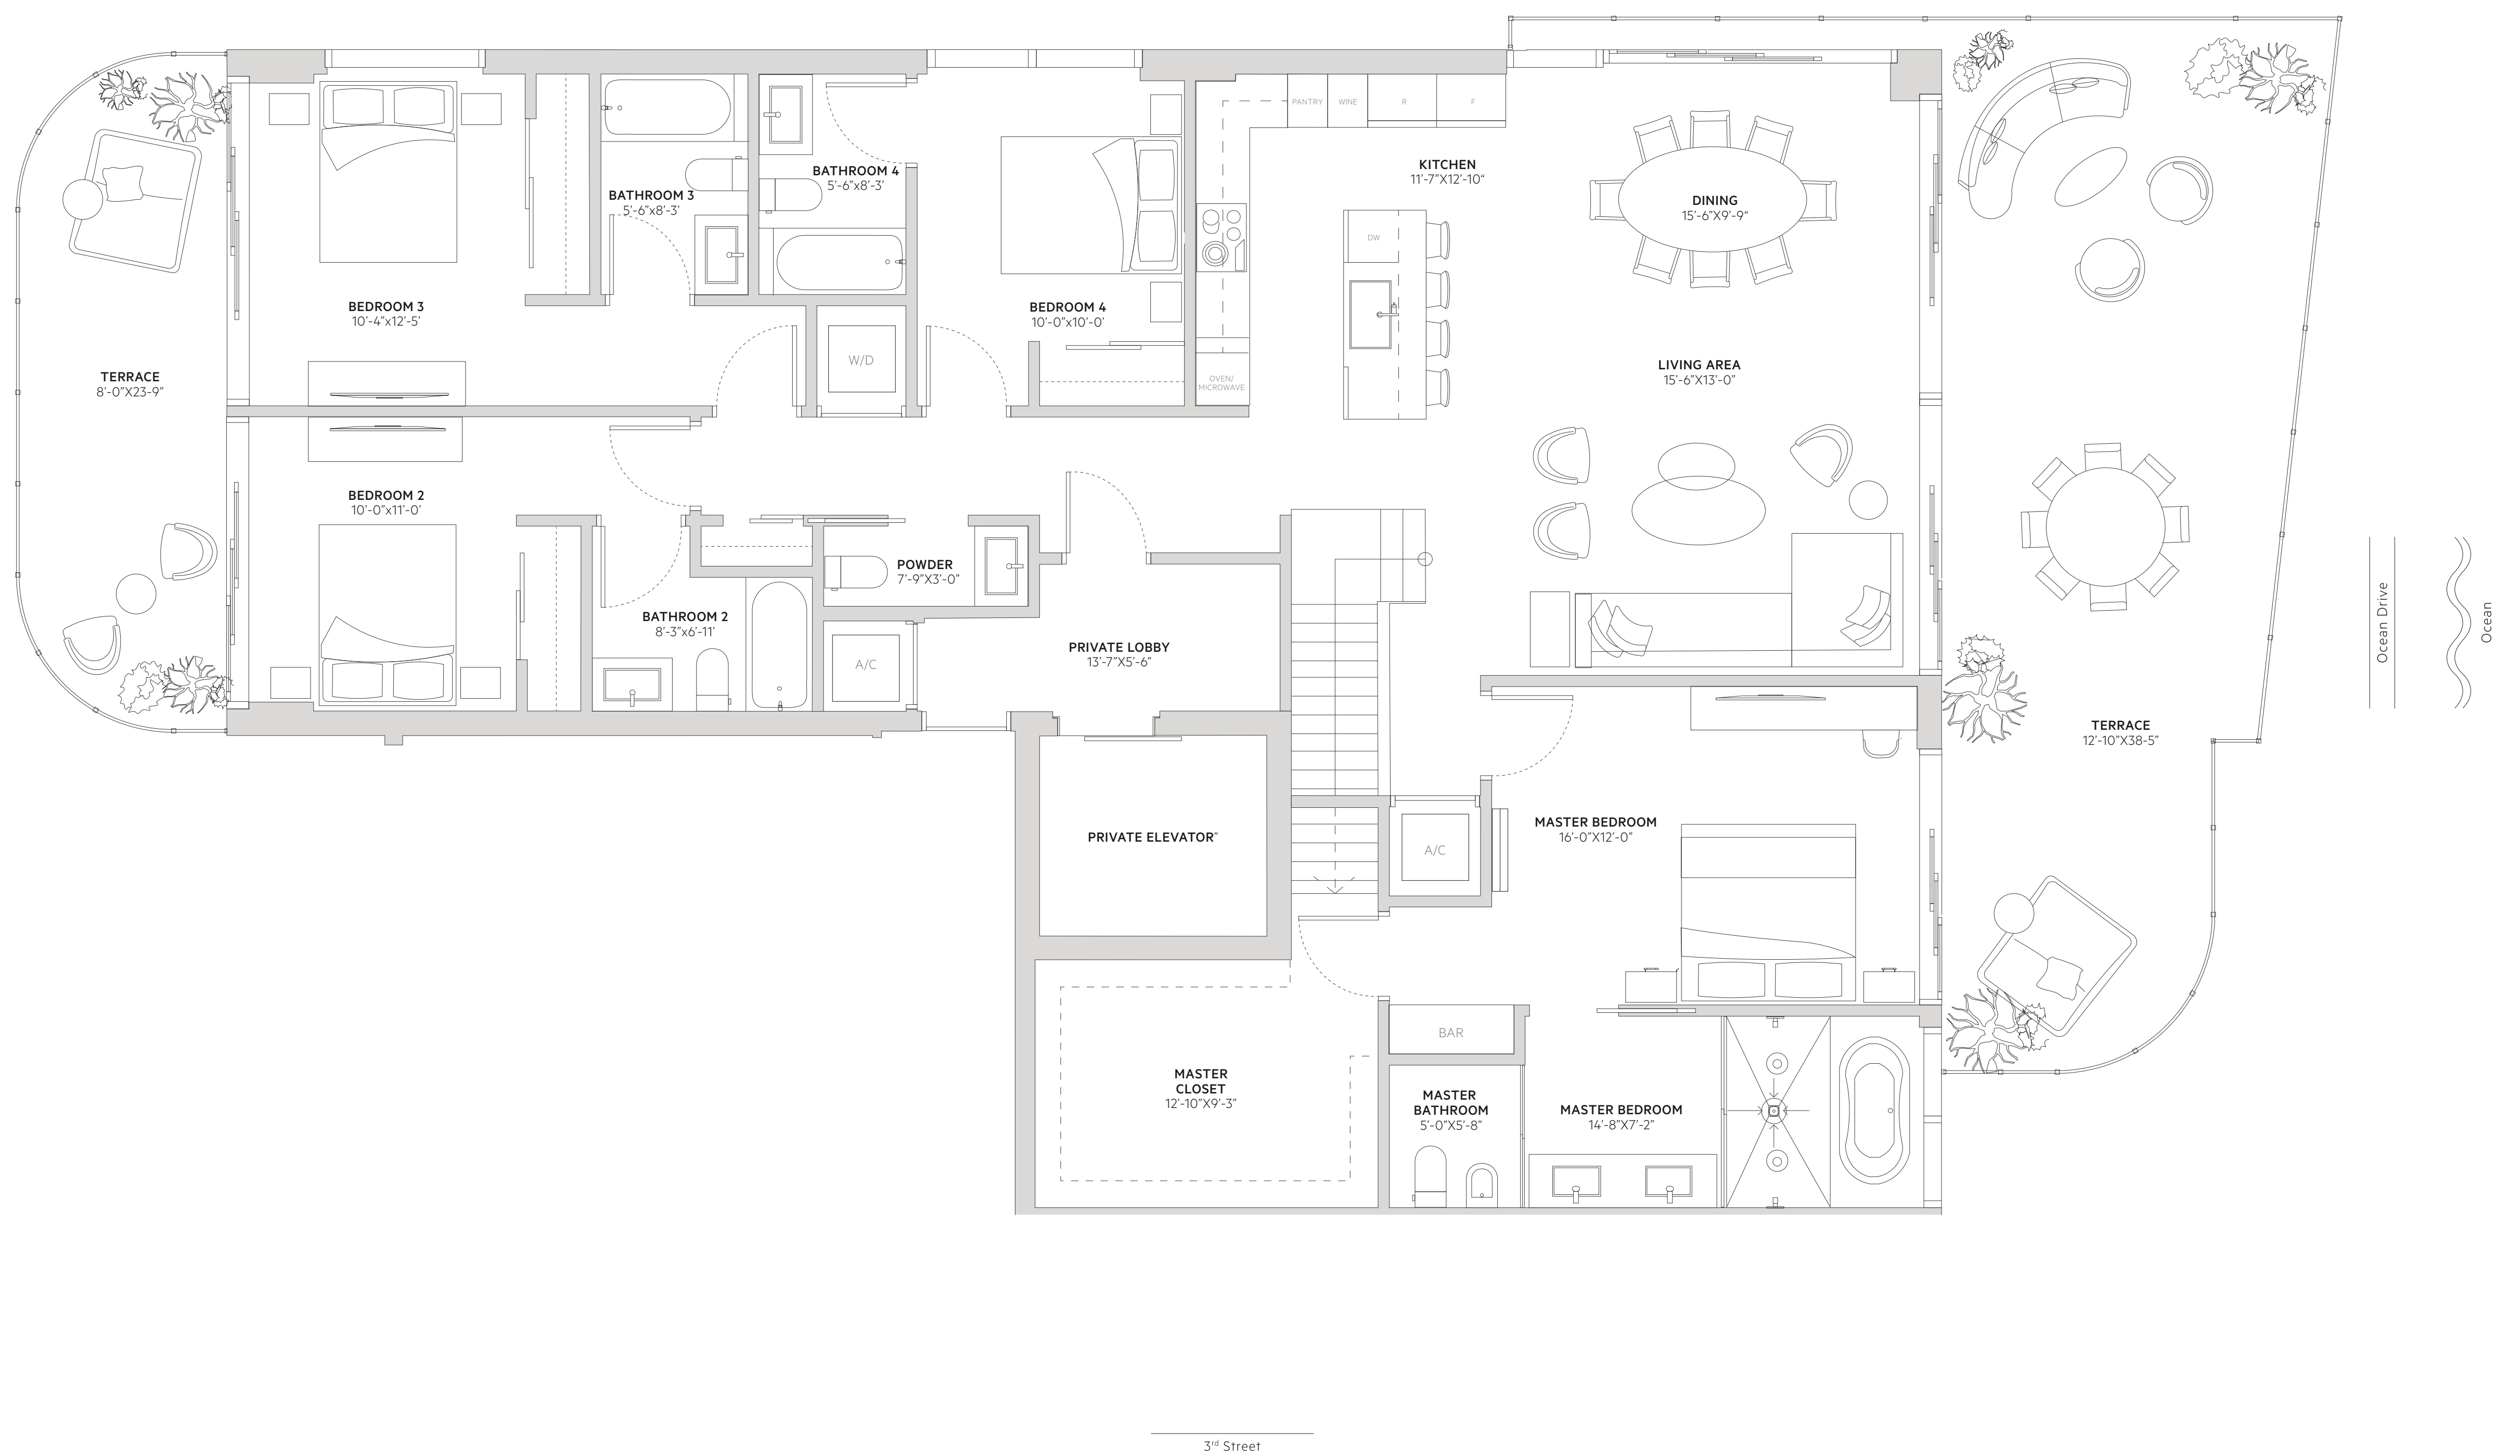 PANTRY
WINE
R
F
KITCHEN
11’-7”X12’-10“
BATHROOM 4
5’-6”x8’-3’
BATHROOM 3
5’-6”x8’-3’
DINING
15’-6”X9’-9“
DW
BEDROOM 3
10’-4”x12’-5’
BEDROOM 4
10’-0”x10’-0’
W/D
LIVING AREA
15’-6”X13’-0”
TERRACE
8’-0”X23-9”
OVEN/
MICROWAVE
BEDROOM 2
10’-0”x11’-0’
POWDER
7’-9”X3’-0”
BATHROOM 2
8’-3”x6’-11’
PRIVATE LOBBY
13’-7”X5’-6”
A/C
Ocean Drive
Ocean
TERRACE
12’-10”X38-5”
MASTER BEDROOM
16’-0”X12’-0”
PRIVATE ELEVATOR”
A/C
BAR
MASTER
CLOSET
12’-10”X9’-3”
MASTER
BATHROOM
5’-0”X5’-8”
MASTER BEDROOM
14’-8”X7’-2”
3rd Street